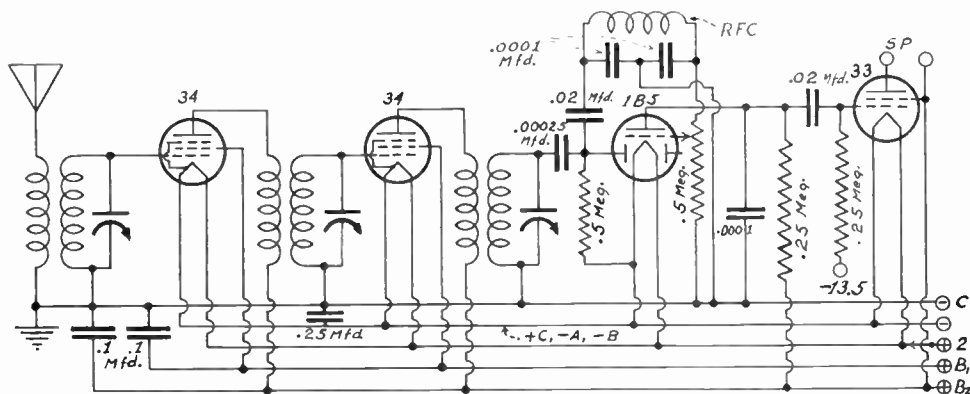 RFC
.0001
Mfd.
34
34
.02 Mfd.
1B5
.00025
Mfd.
.5 Meg.
.5 Meg.
.0001
.25 Meg.
.02 Mfd.
33
SP
.25 Meg.
-13.5
.1
.1
Mfd.
.25 Mfd
+C, -A, -B
⊖ C
⊖
⊕ 2
⊕ B1
⊕ B2